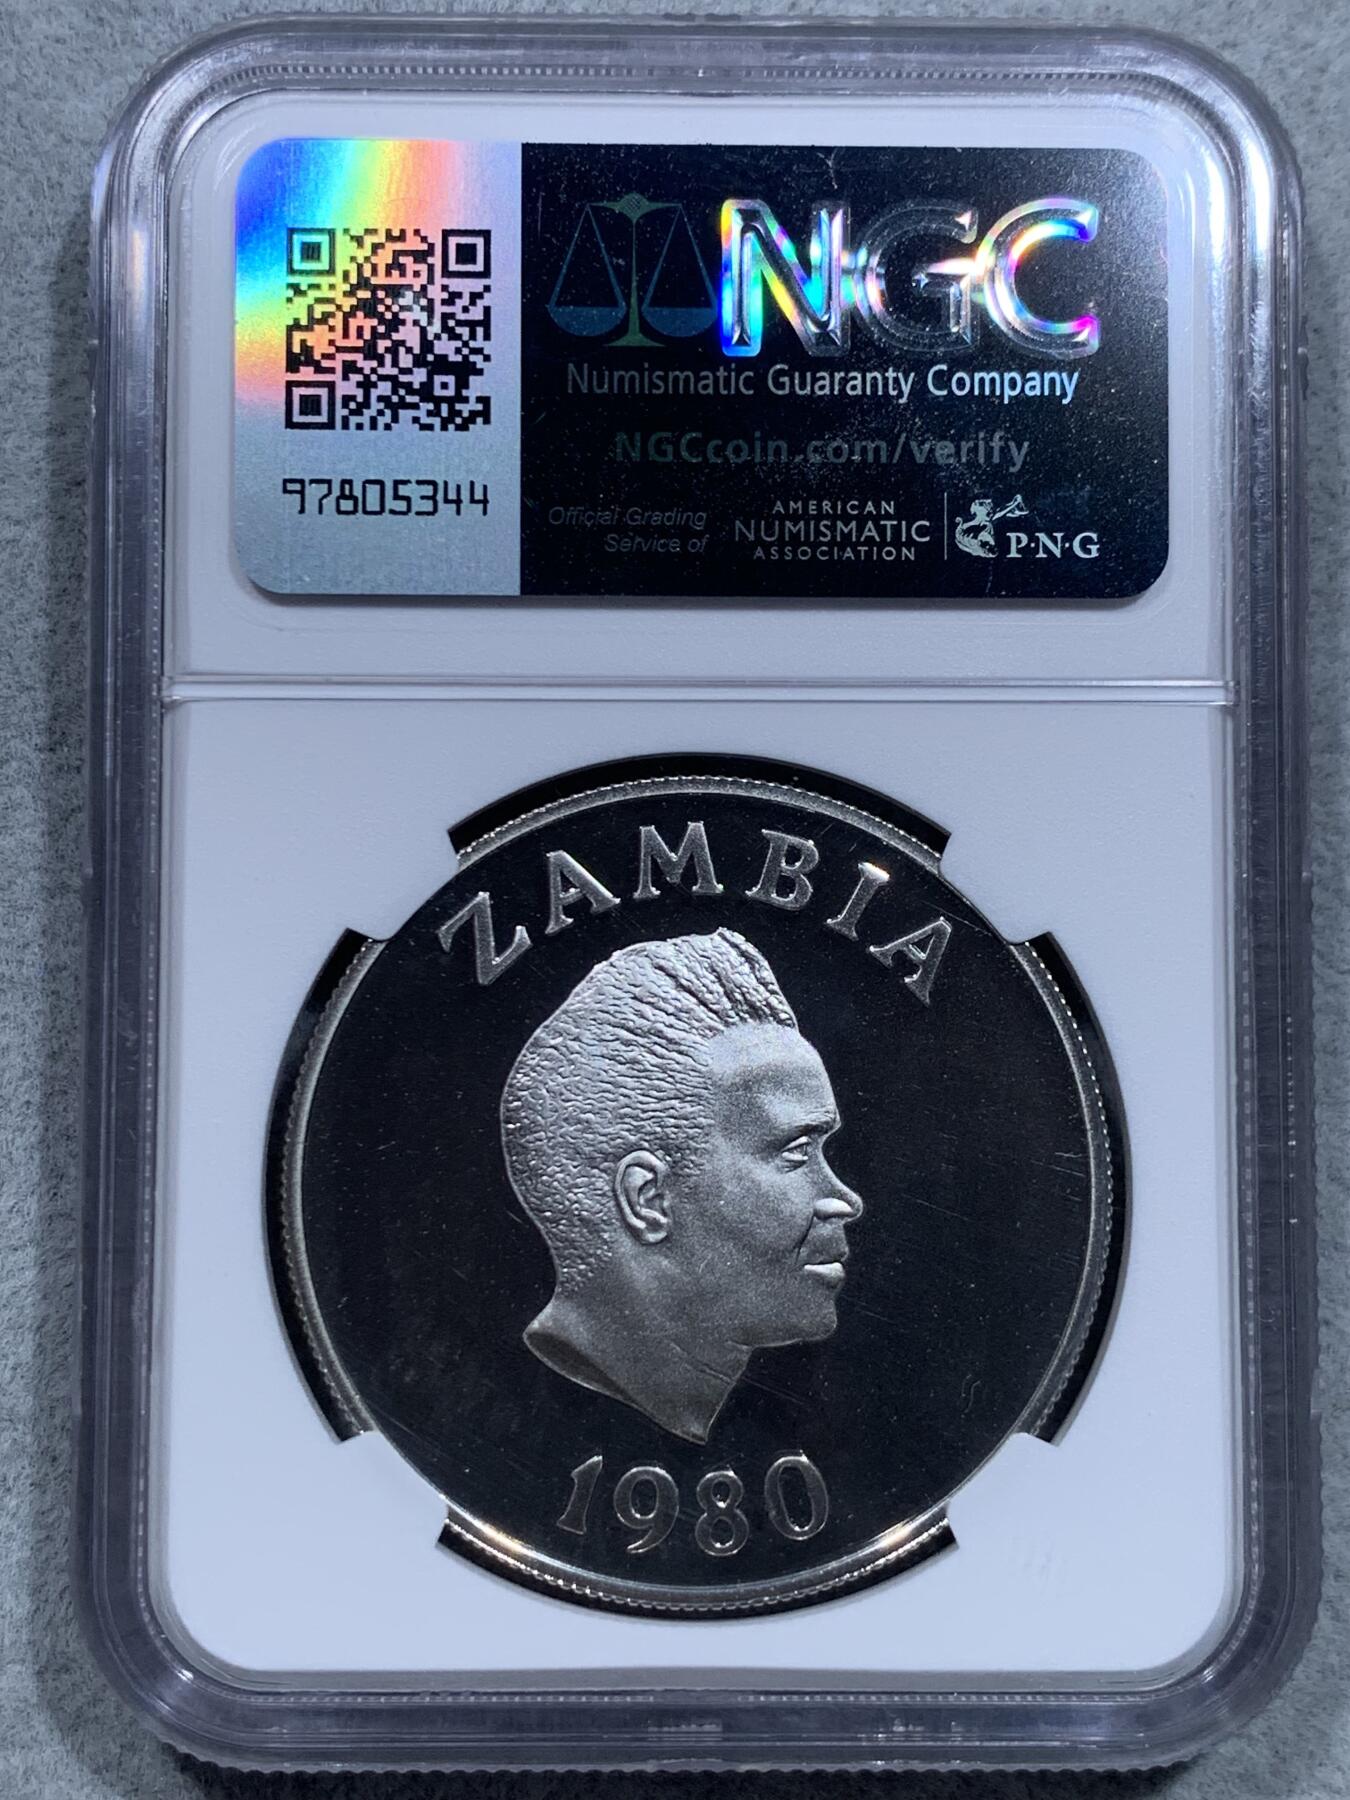 NGC
Numismatic Guaranty Company
NGCcoin.com/verify
97805344
Official Grading
Service of
AMERICAN
NUMISMATIC
ASSOCIATION
P·N·G
ZAMBIA
1980